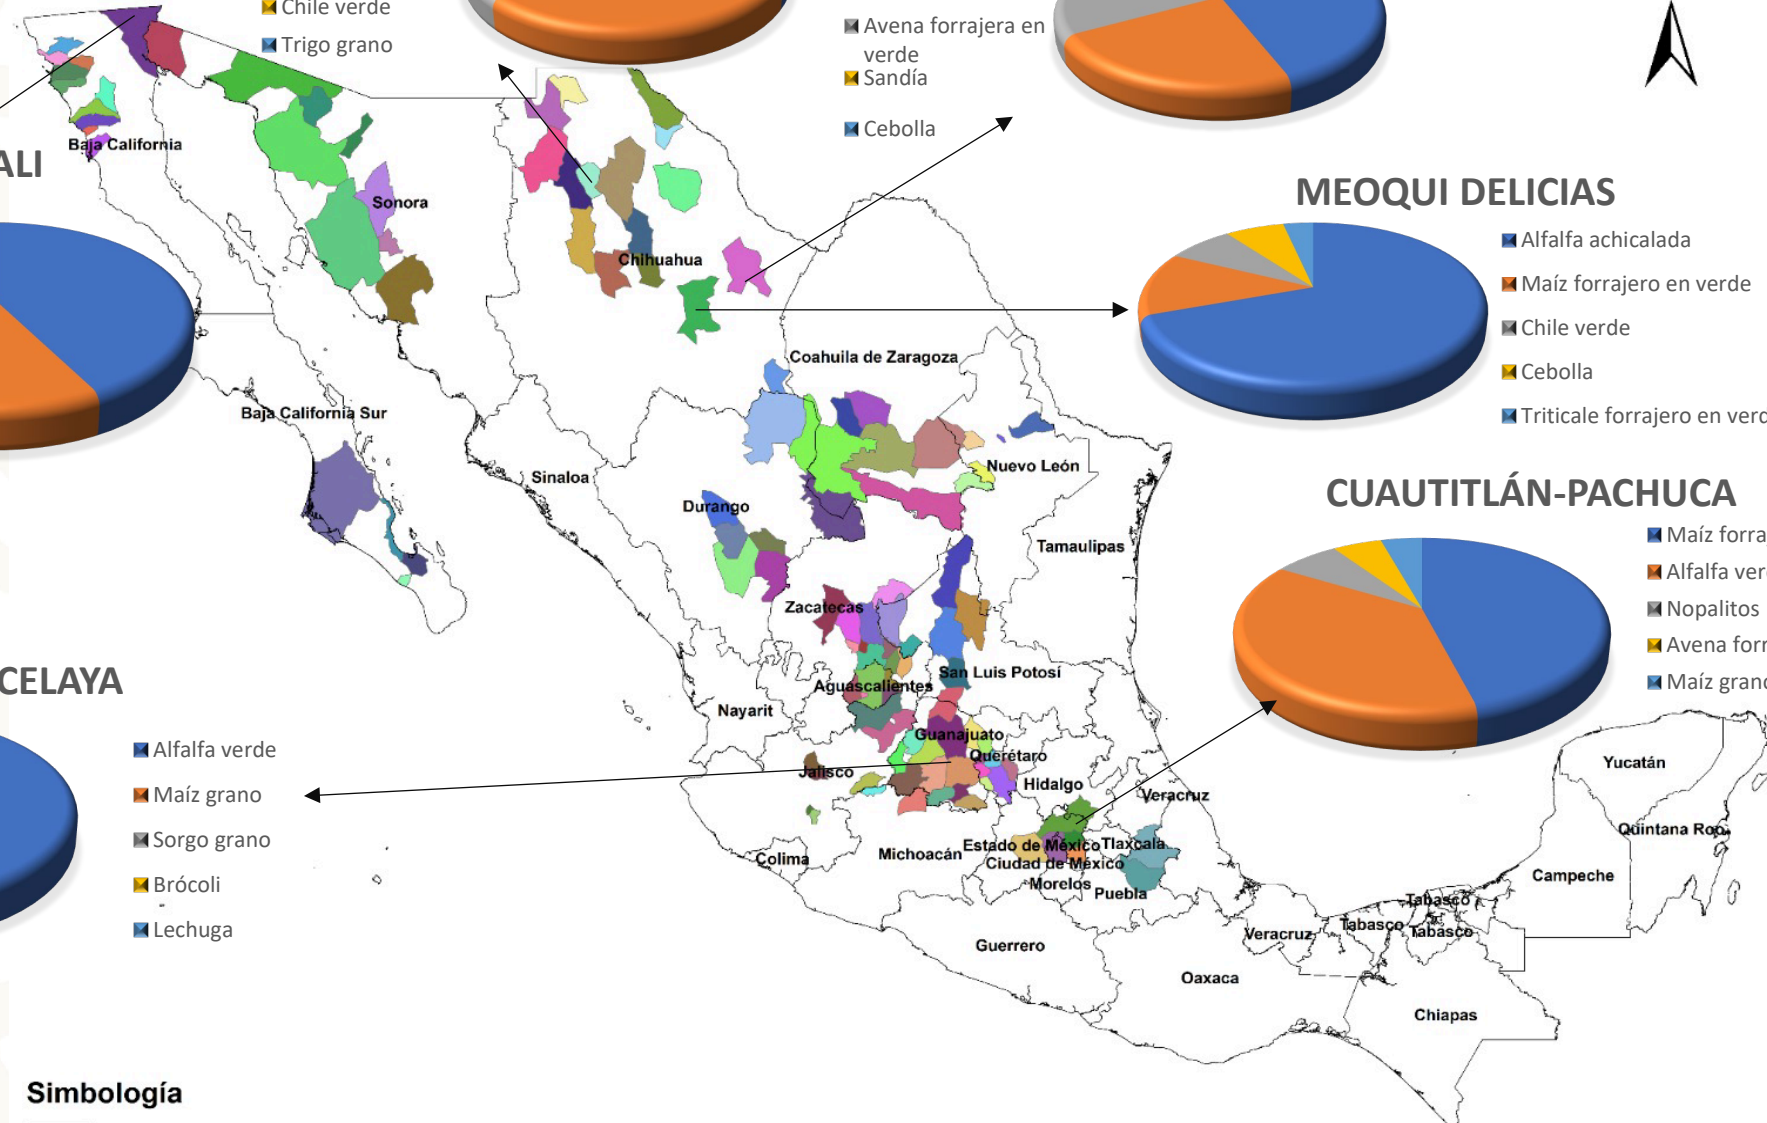 Chile verde
Trigo grano
Avena forrajera en
verde
Sandía
Cebolla
Baja California
ALI
Sonora
Chihuahua
MEOQUI DELICIAS
Alfalfa achicalada
Maíz forrajero en verde
Chile verde
Cebolla
Triticale forrajero en verd
Coahuila de Zaragoza
Baja California Sur
Sinaloa
Nuevo León
Durango
Tamaulipas
CUAUTITLÁN-PACHUCA
Maíz forra
Alfalfa ver
Nopalitos
Avena forr
Maíz grano
Zacatecas
San Luis Potosí
Aguascalientes
Nayarit
CELAYA
Alfalfa verde
Maíz grano
Sorgo grano
Brócoli
Lechuga
Guanajuato
Querétaro
Jalisco
Hidalgo
Veracruz
Yucatán
Quintana Roo
Colima
Michoacán
Estado de México
Tlaxcala
Ciudad de México
Morelos
Puebla
Campeche
Tabasco
Tabasco
Tabasco
Veracruz
Guerrero
Oaxaca
Chiapas
Simbología